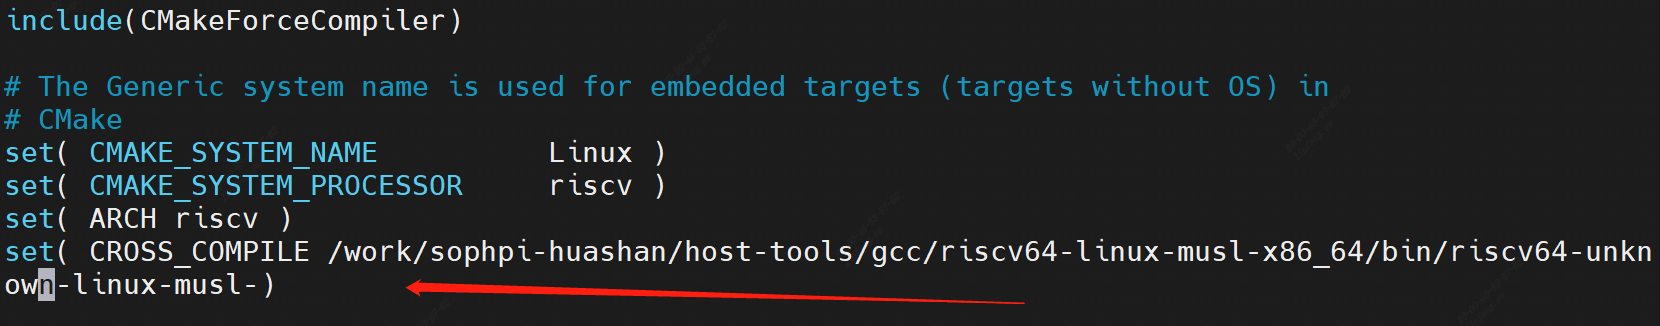 include(CMakeForceCompiler)
# The Generic system name is used for embedded targets (targets without OS) in
# CMake
set( CMAKE_SYSTEM_NAME          Linux )
set( CMAKE_SYSTEM_PROCESSOR     riscv )
set( ARCH riscv )
set( CROSS_COMPILE /work/sophpi-huashan/host-tools/gcc/riscv64-linux-musl-x86_64/bin/riscv64-unkn
own-linux-musl-)